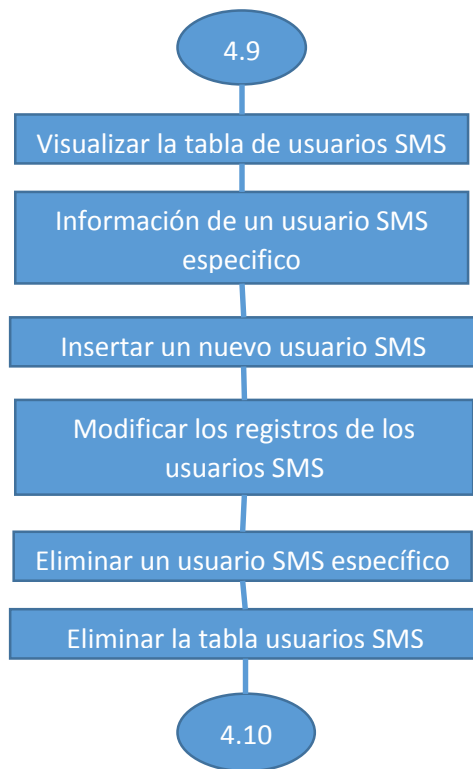 4.9
Visualizar la tabla de usuarios SMS
Información de un usuario SMS
especifico
Insertar un nuevo usuario SMS
Modificar los registros de los
usuarios SMS
Eliminar un usuario SMS específico
Eliminar la tabla usuarios SMS
4.10